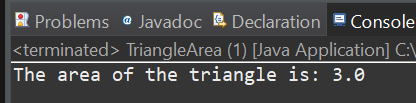 Problems @ Javadoc Declaration Console
<terminated> TriangleArea (1) [Java Application] C:\
The area of the triangle is: 3.0